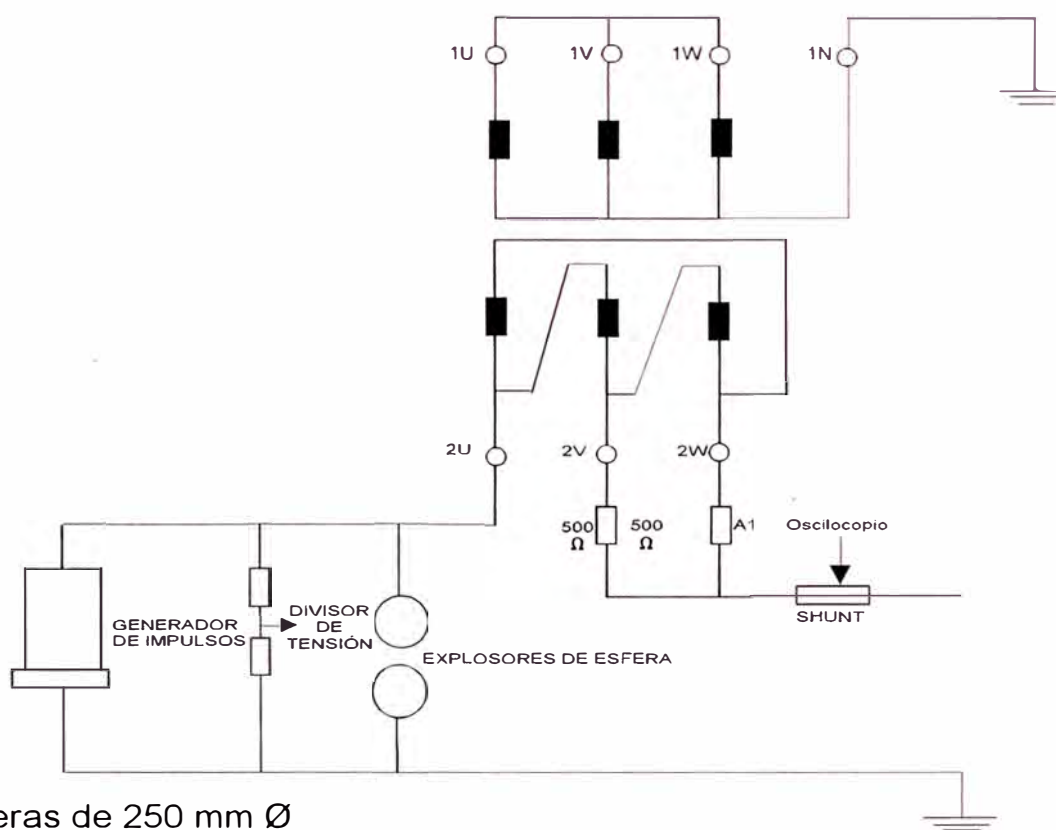 1U 1V 1W 1N
2U 2V 2W
500
Ω
500
Ω
A1
Oscilocopio
SHUNT
GENERADOR
DE IMPULSOS
DIVISOR
DE
TENSIÓN
EXPLOSORES DE ESFERA
eras de 250 mm Ø